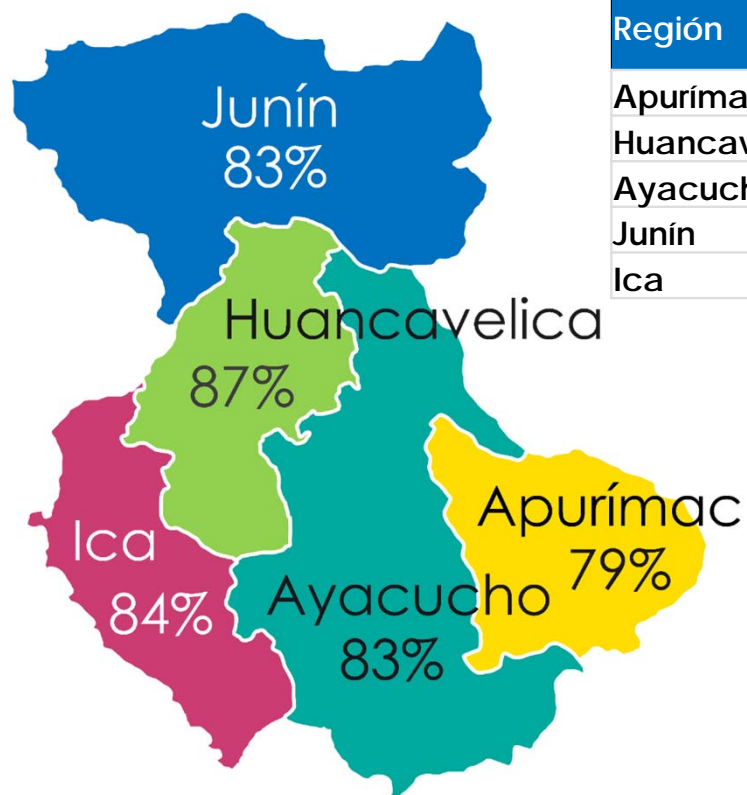 Junín
83%
Huancavelica
87%
Ica
84%
Ayacucho
83%
Apurímac
79%
Región
Junín
Ica